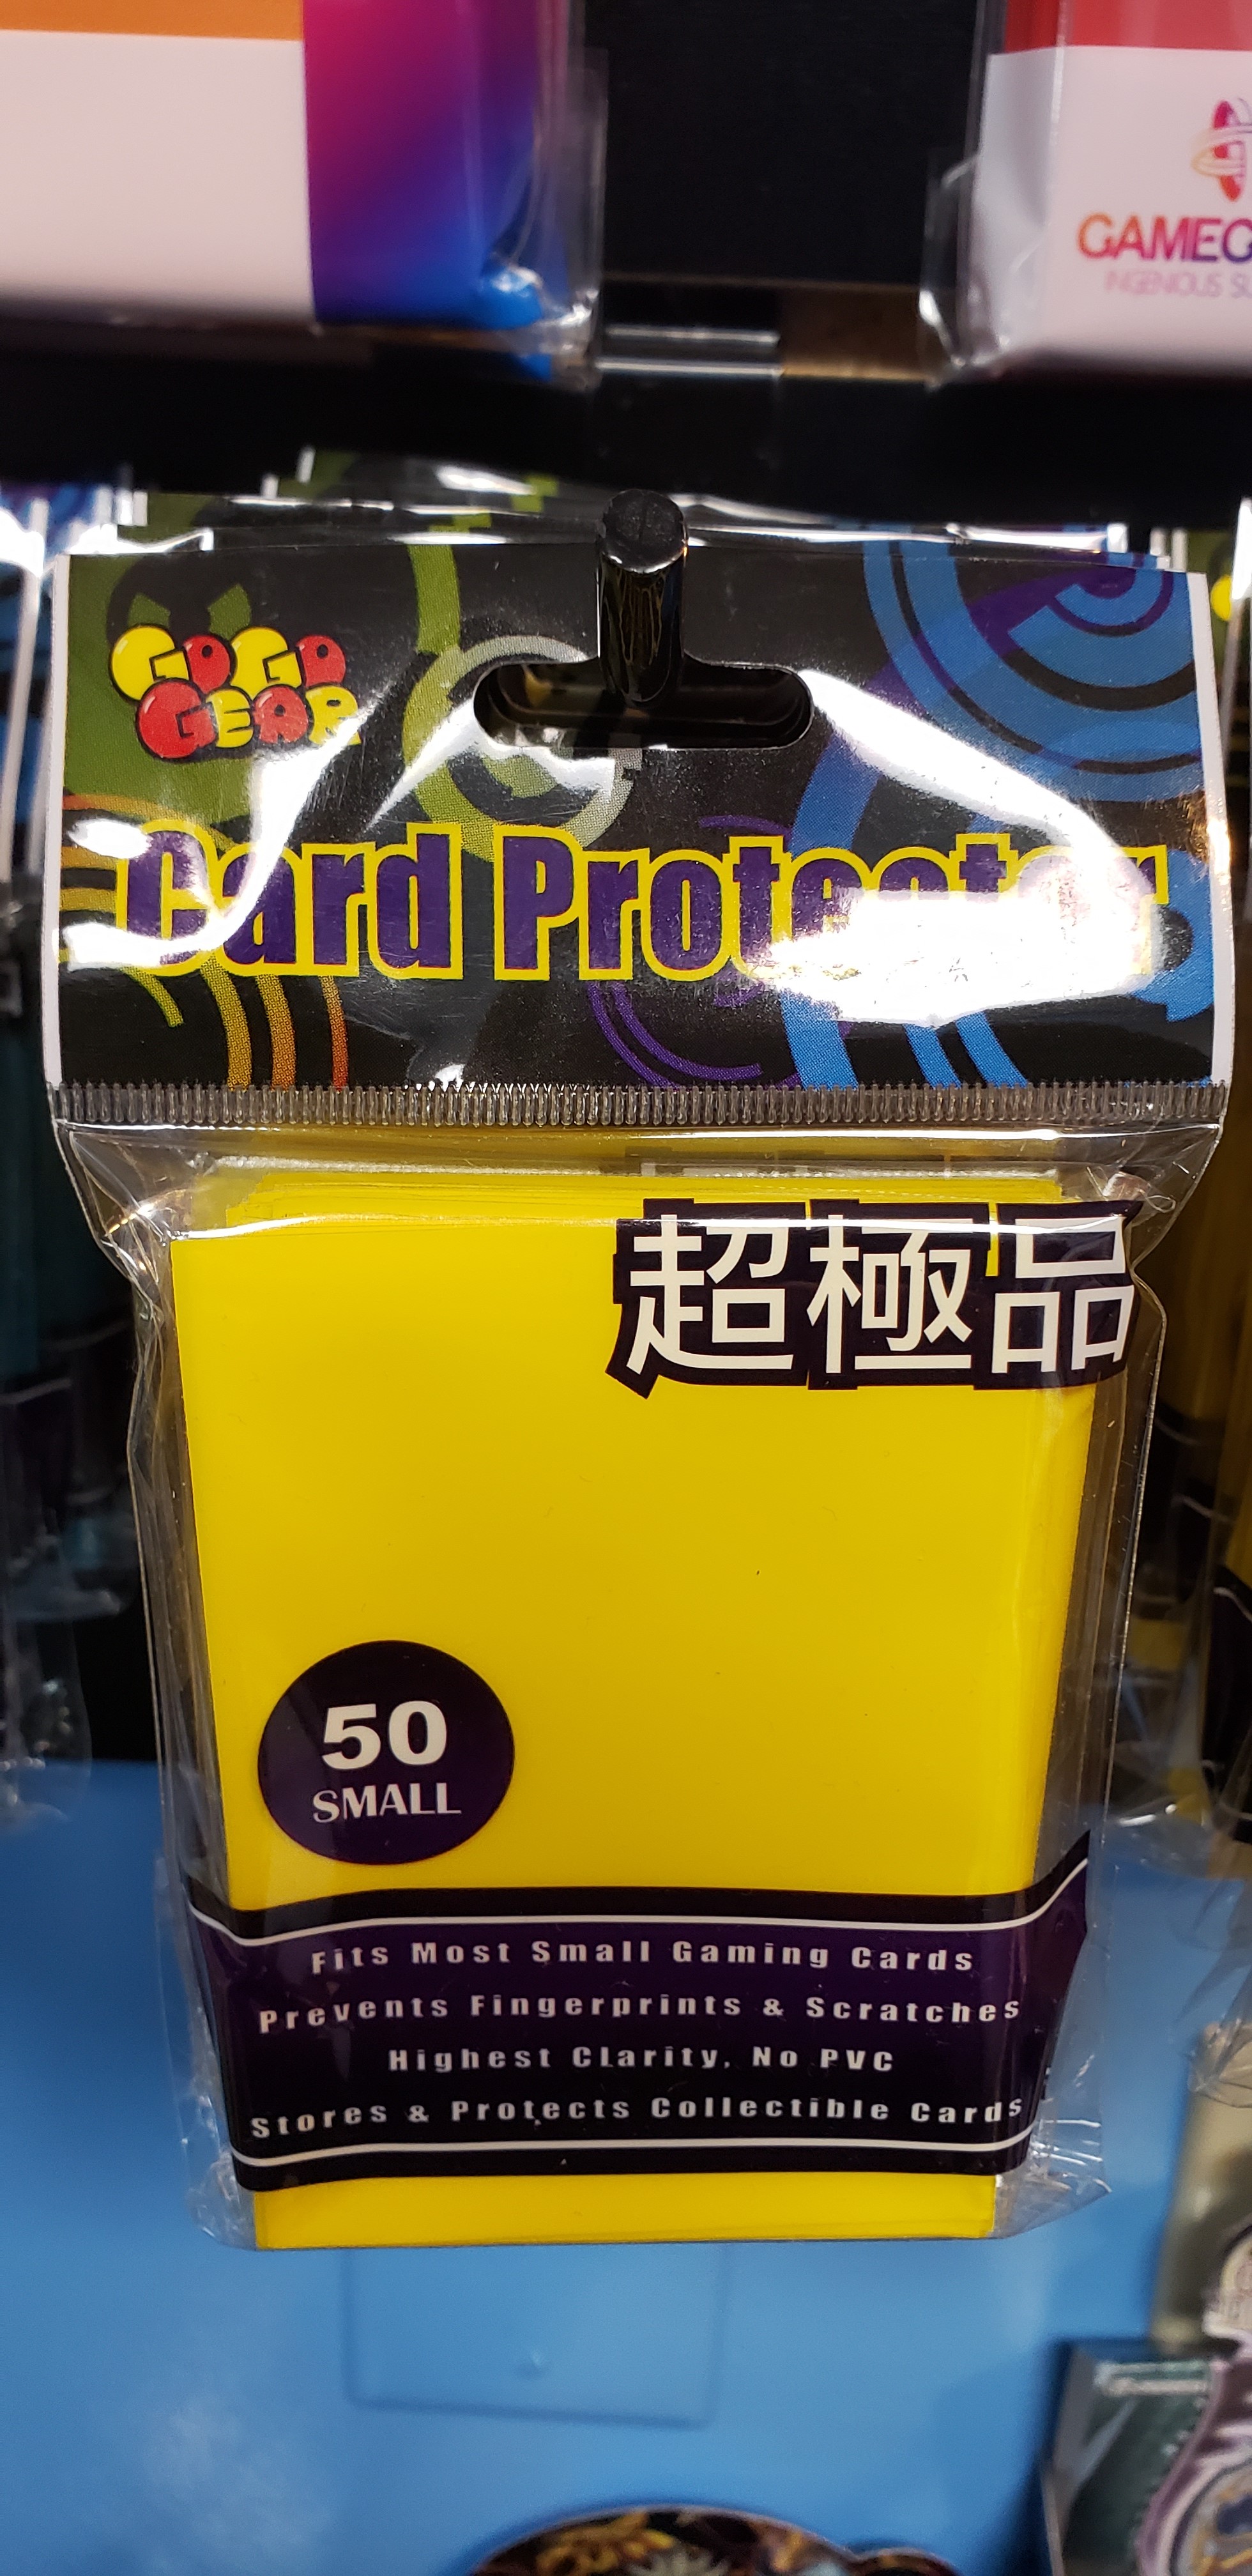 GAMEG
INGENIOUS
GOGO
GEAR
Card Protector
超極品
50
SMALL
Fits Most Small Gaming Cards
Prevents Fingerprints & Scratches
Highest Clarity, No PVC
Stores & Protects Collectible Cards